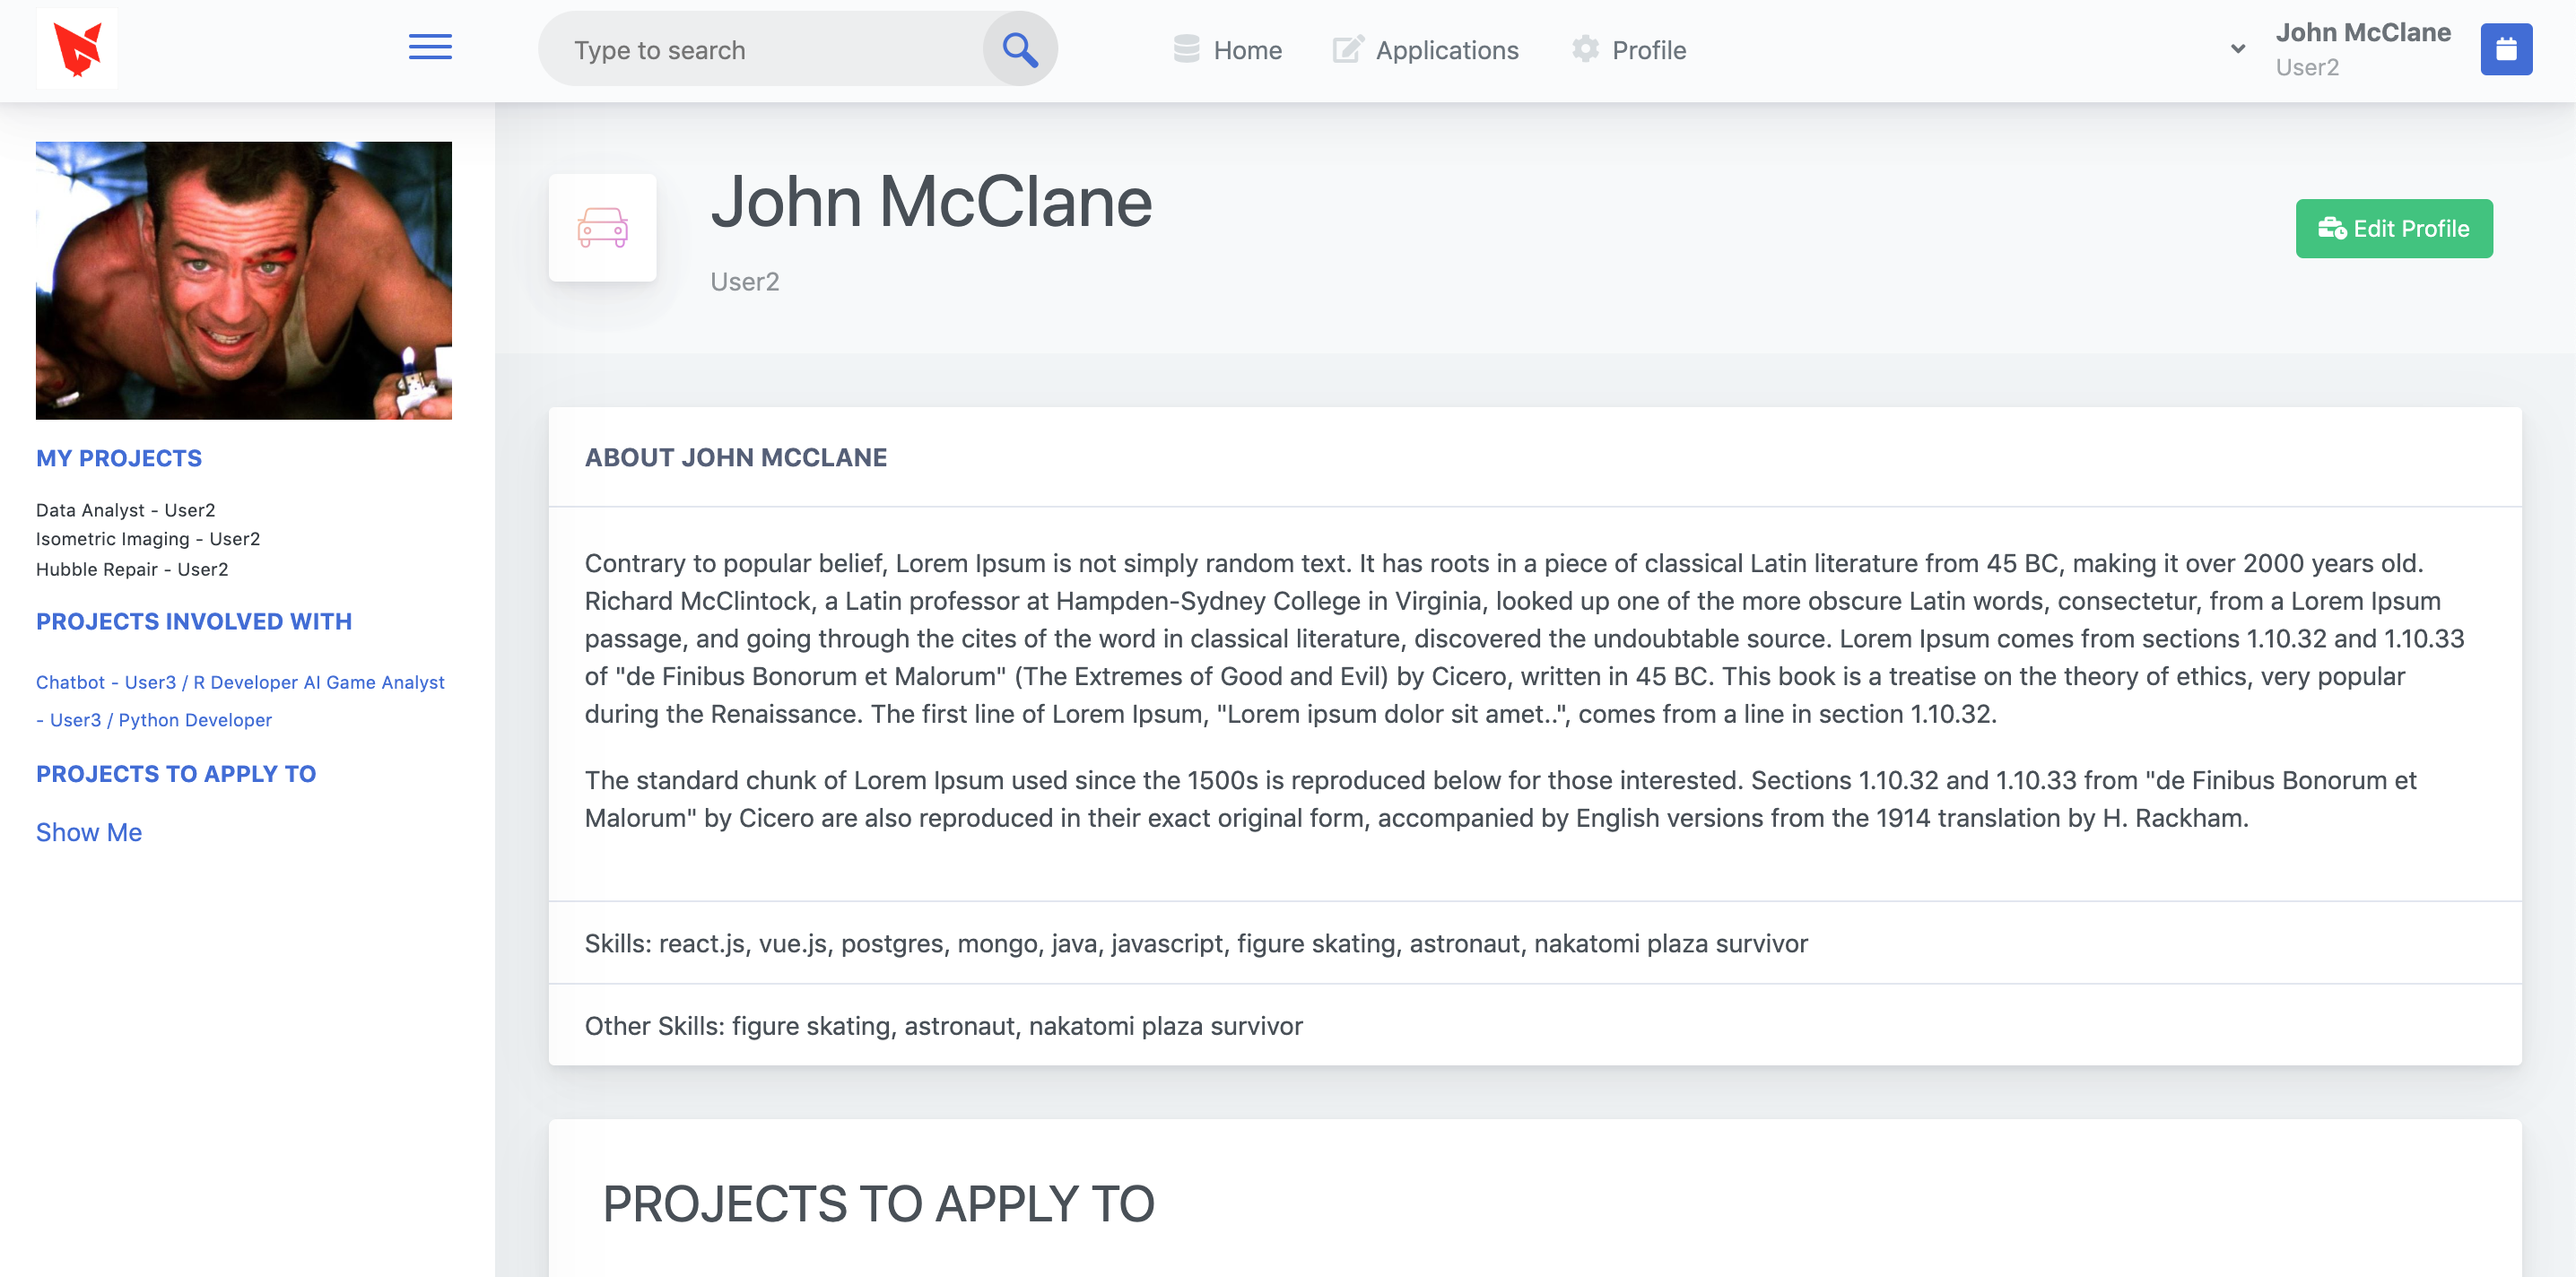 Type to search
Home
Applications
Profile
John McClane
User2
MY PROJECTS
Data Analyst - User2
Isometric Imaging - User2
Hubble Repair - User2
PROJECTS INVOLVED WITH
Chatbot - User3 / R Developer AI Game Analyst
- User3 / Python Developer
PROJECTS TO APPLY TO
Show Me
John McClane
User2
Edit Profile
ABOUT JOHN MCCLANE
Contrary to popular belief, Lorem Ipsum is not simply random text. It has roots in a piece of classical Latin literature from 45 BC, making it over 2000 years old.
Richard McClintock, a Latin professor at Hampden-Sydney College in Virginia, looked up one of the more obscure Latin words, consectetur, from a Lorem Ipsum
passage, and going through the cites of the word in classical literature, discovered the undoubtable source. Lorem Ipsum comes from sections 1.10.32 and 1.10.33
of "de Finibus Bonorum et Malorum" (The Extremes of Good and Evil) by Cicero, written in 45 BC. This book is a treatise on the theory of ethics, very popular
during the Renaissance. The first line of Lorem Ipsum, "Lorem ipsum dolor sit amet..", comes from a line in section 1.10.32.
The standard chunk of Lorem Ipsum used since the 1500s is reproduced below for those interested. Sections 1.10.32 and 1.10.33 from "de Finibus Bonorum et
Malorum" by Cicero are also reproduced in their exact original form, accompanied by English versions from the 1914 translation by H. Rackham.
Skills: react.js, vue.js, postgres, mongo, java, javascript, figure skating, astronaut, nakatomi plaza survivor
Other Skills: figure skating, astronaut, nakatomi plaza survivor
PROJECTS TO APPLY TO